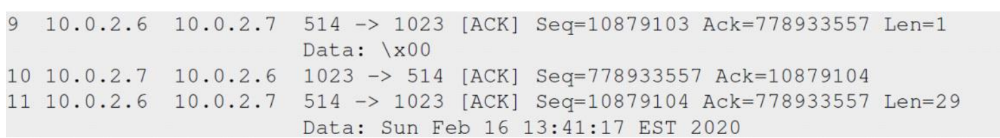 9 10.0.2.6 10.0.2.7 514 -> 1023 [ACK] Seq=10879103 Ack=778933557 Len=1
Data: \x00
10 10.0.2.7 10.0.2.6 1023 -> 514 [ACK] Seq=778933557 Ack=10879104
11 10.0.2.6 10.0.2.7 514 -> 1023 [ACK] Seq=10879104 Ack=778933557 Len=29
Data: Sun Feb 16 13:41:17 EST 2020